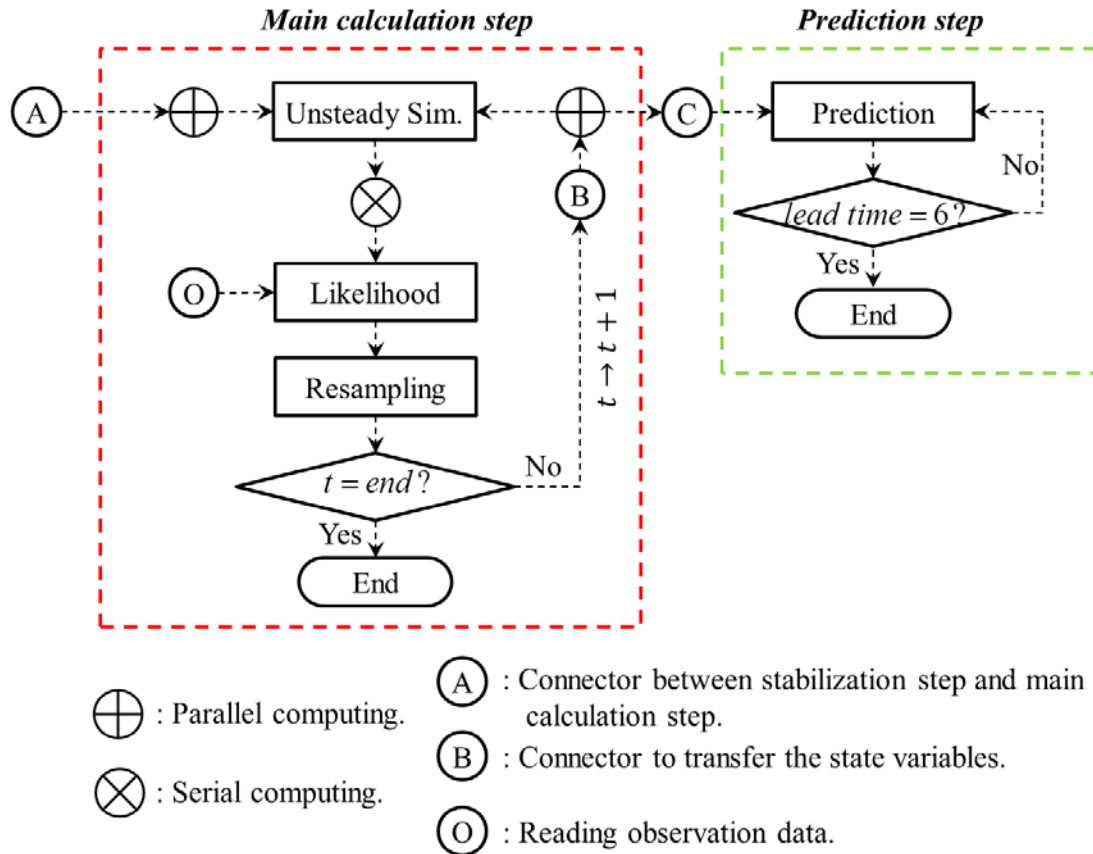 Main calculation step
Prediction step
A
Unsteady Sim.
C
Prediction
B
No
lead time = 6?
Yes
End
O
Likelihood
t → t + 1
Resampling
No
t = end?
Yes
End
: Parallel computing.
: Serial computing.
A : Connector between stabilization step and main
calculation step.
B : Connector to transfer the state variables.
O : Reading observation data.